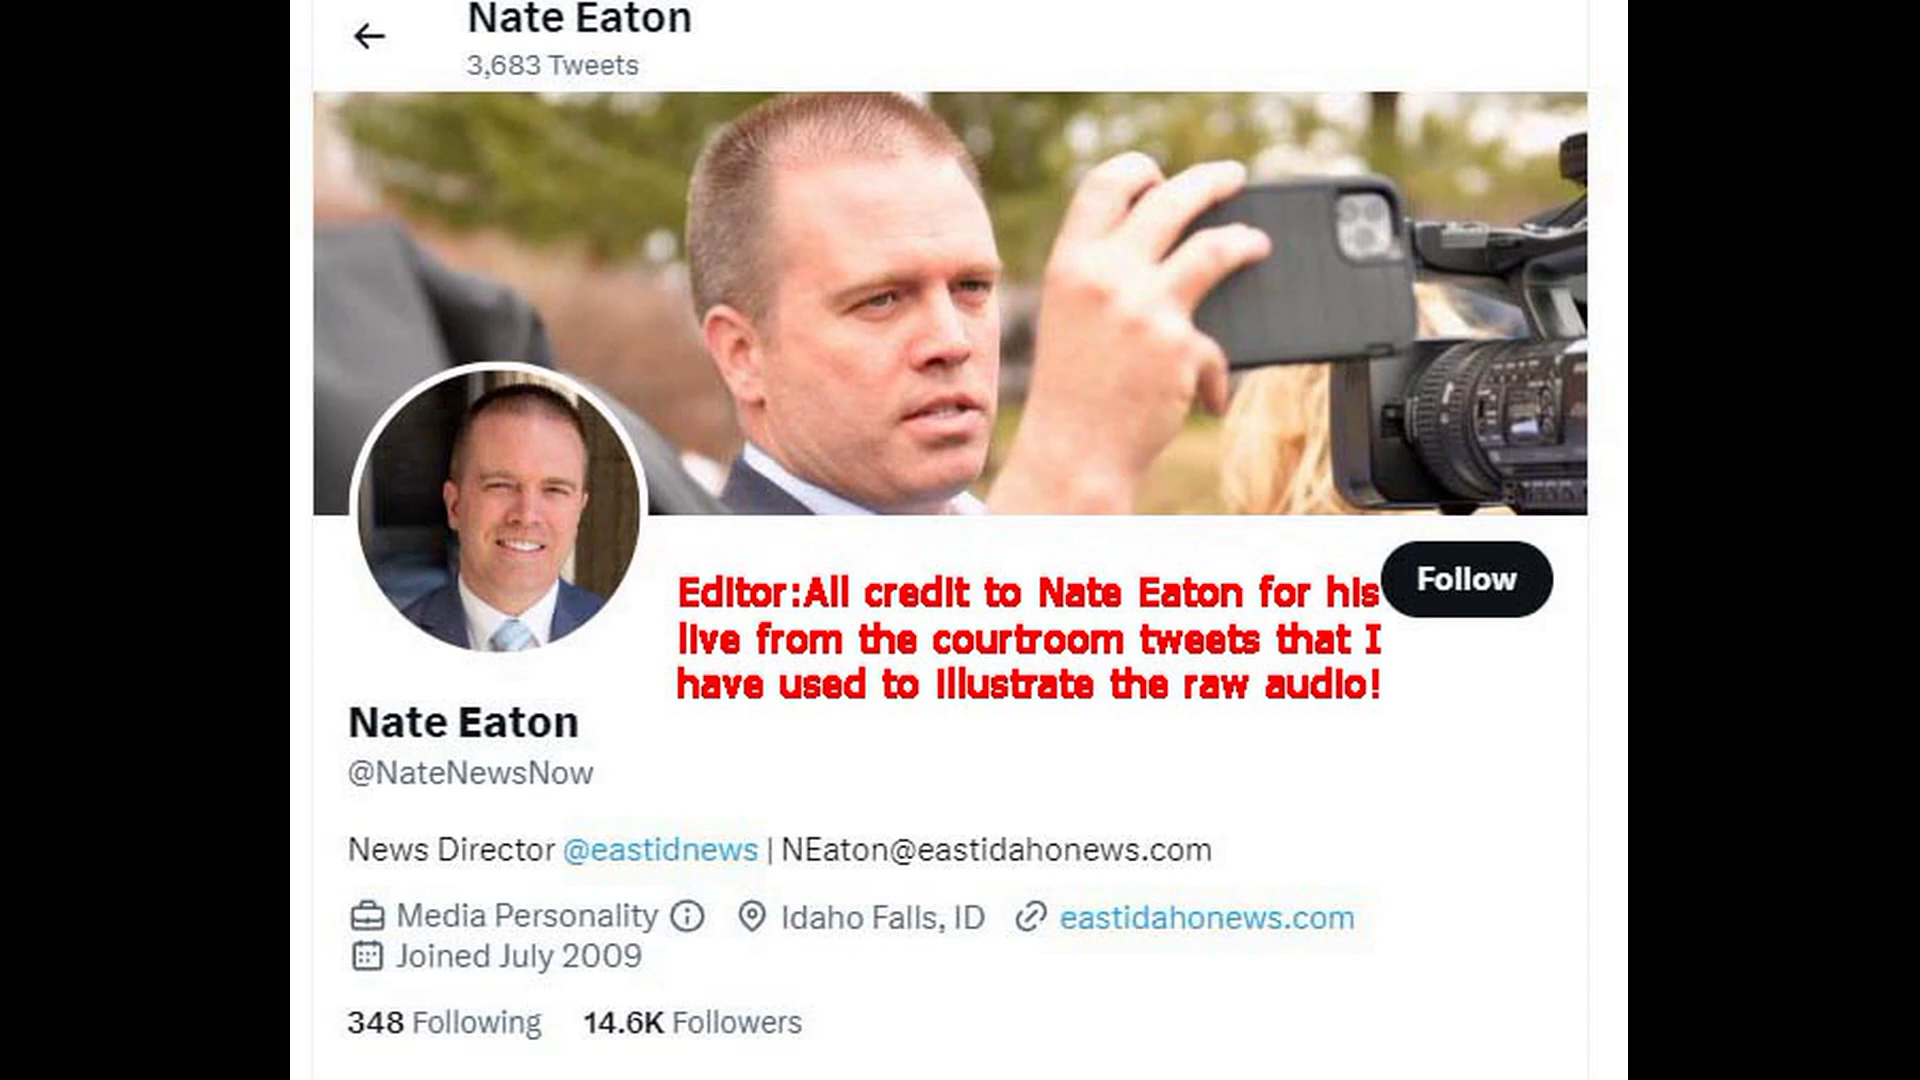 Nate Eaton
3,683 Tweets
Follow
Editor:All credit to Nate Eaton for his
live from the courtroom tweets that I
have used to illustrate the raw audio!
Nate Eaton
@NateNewsNow
News Director @eastidnews | NEaton@eastidahonews.com
Media Personality Idaho Falls, ID eastidahonews.com
Joined July 2009
348 Following 14.6K Followers